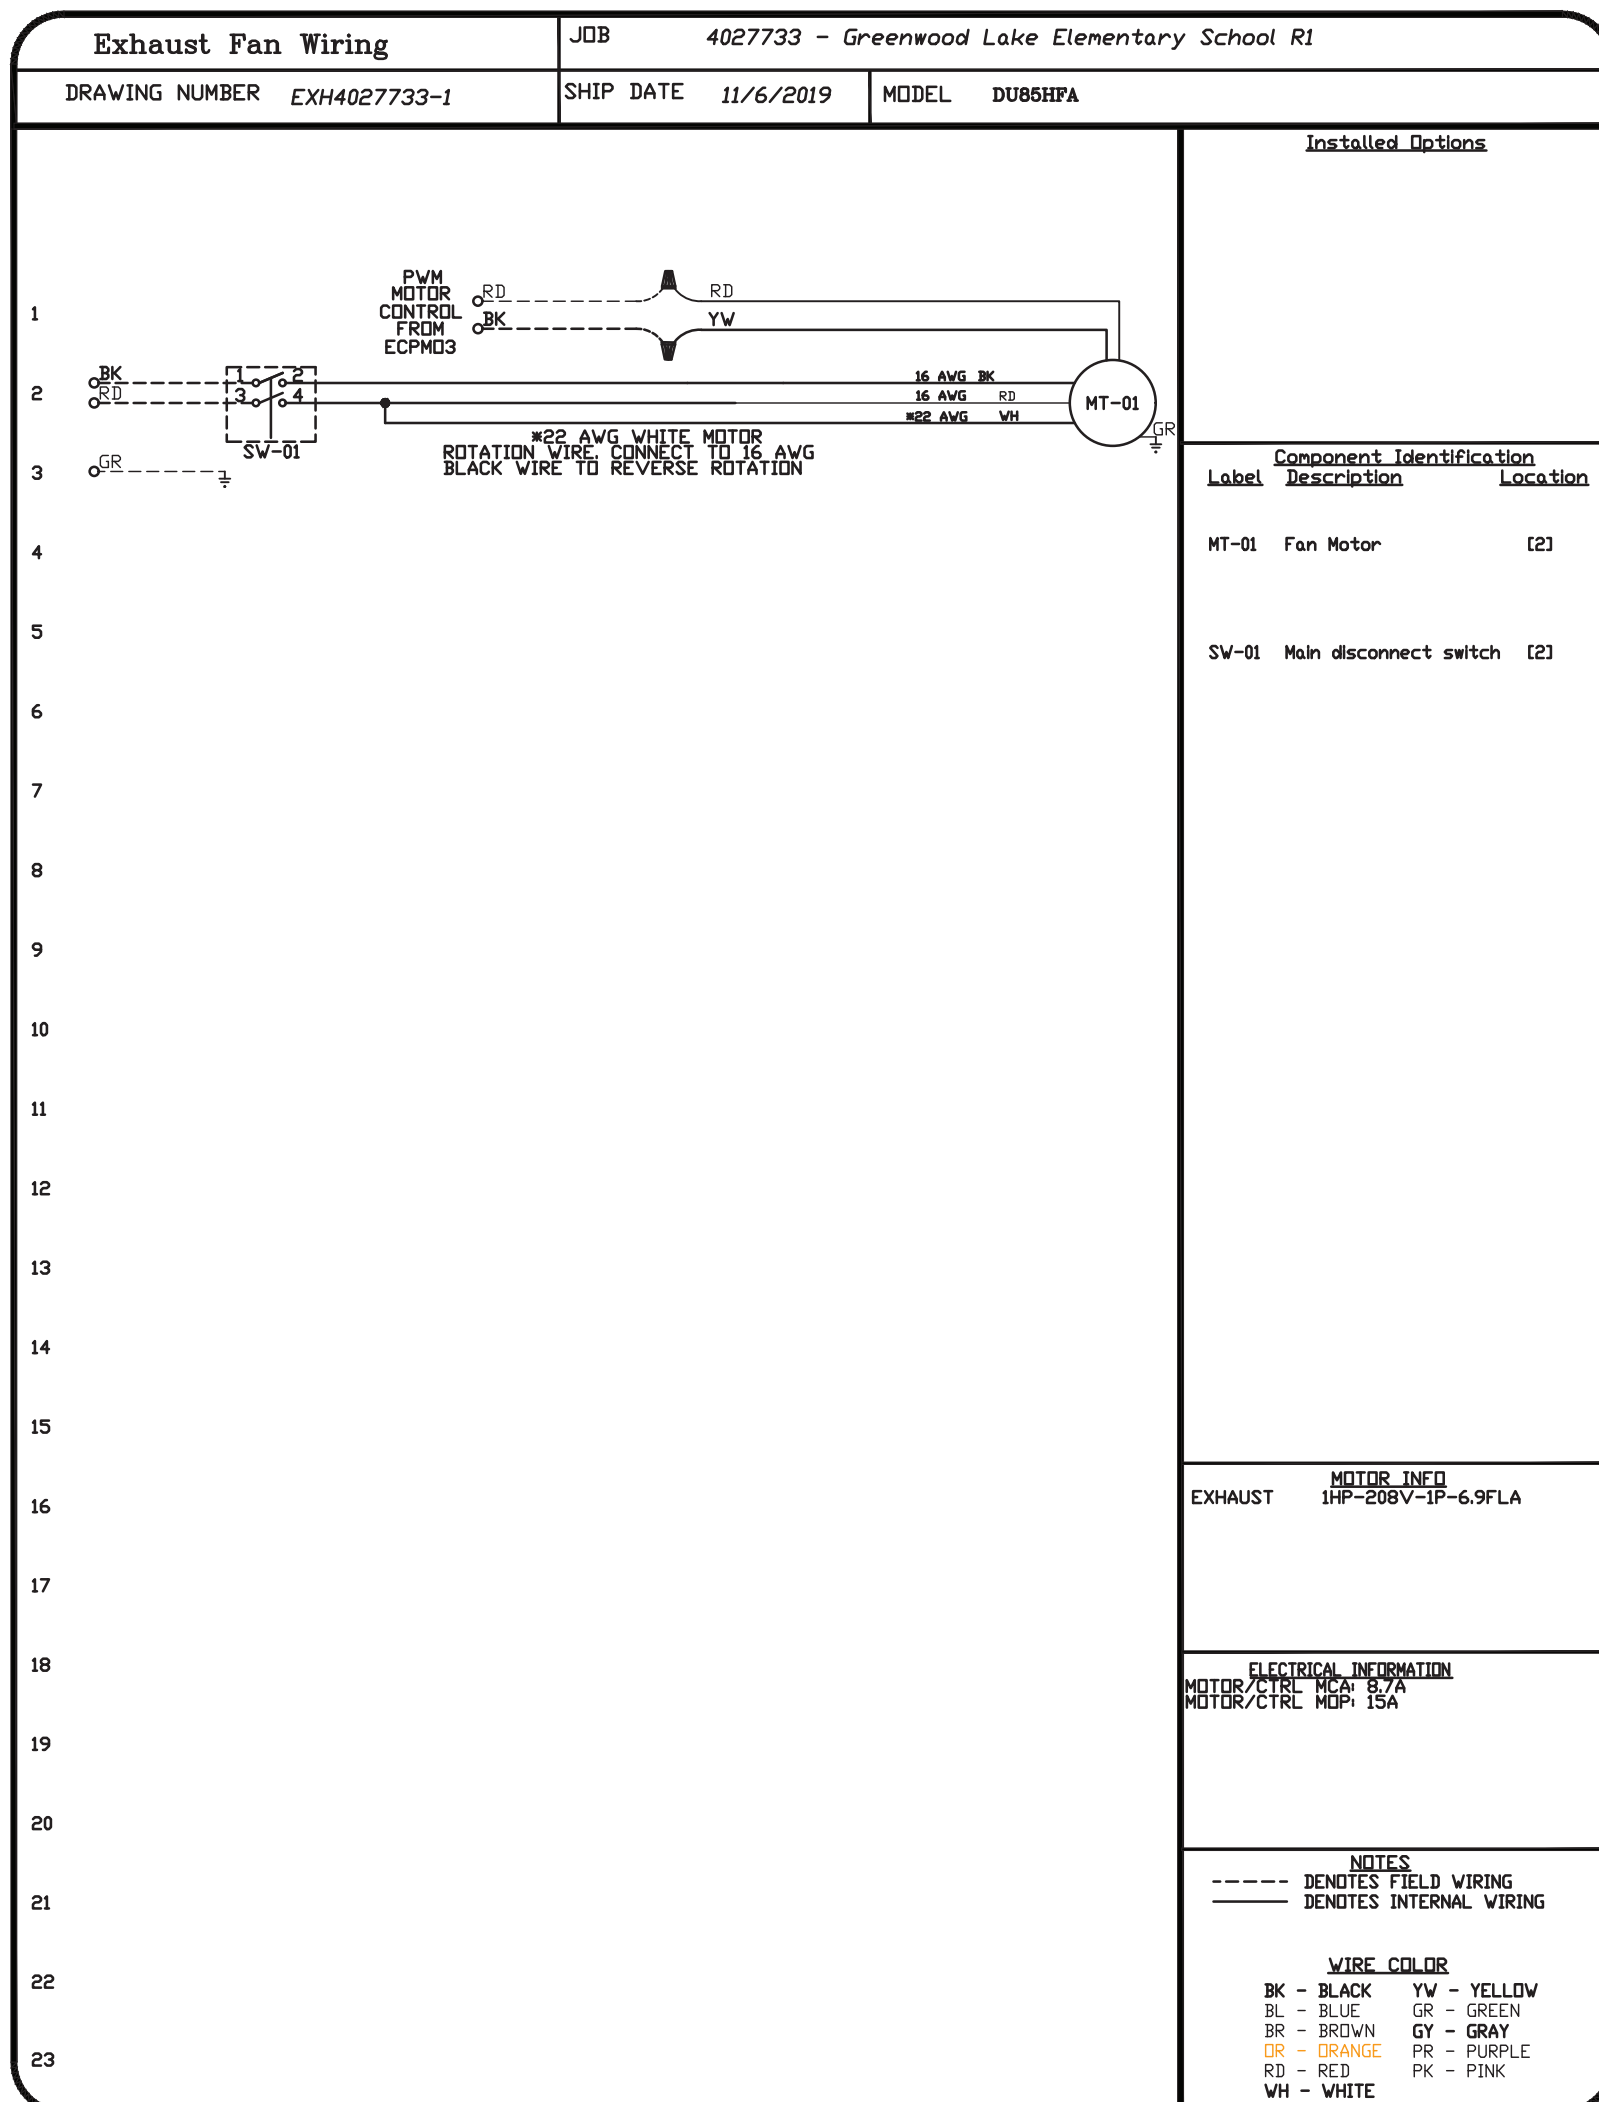 Exhaust Fan Wiring
JOB 4027733 - Greenwood Lake Elementary School R1
DRAWING NUMBER EXH4027733-1
SHIP DATE 11/6/2019
MODEL DU85HFA
Installed Options
PWM
MOTOR
CONTROL
FROM
ECPM03
RD
RD
BK
YW
1
BK
RD
1 2
3 4
SW-01
2
16 AWG BK
16 AWG RD
*22 AWG WH
MT-01
GR
*22 AWG WHITE MOTOR
ROTATION WIRE. CONNECT TO 16 AWG
BLACK WIRE TO REVERSE ROTATION
GR
3
4
5
6
7
8
9
10
11
12
13
14
15
16
17
18
19
20
21
22
23
Component Identification
Label Description Location
MT-01 Fan Motor [2]
SW-01 Main disconnect switch [2]
MOTOR INFO
EXHAUST 1HP-208V-1P-6.9FLA
ELECTRICAL INFORMATION
MOTOR/CTRL MCA: 8.7A
MOTOR/CTRL MOP: 15A
NOTES
DENOTES FIELD WIRING
DENOTES INTERNAL WIRING
WIRE COLOR
BK - BLACK YW - YELLOW
BL - BLUE GR - GREEN
BR - BROWN GY - GRAY
OR - ORANGE PR - PURPLE
RD - RED PK - PINK
WH - WHITE